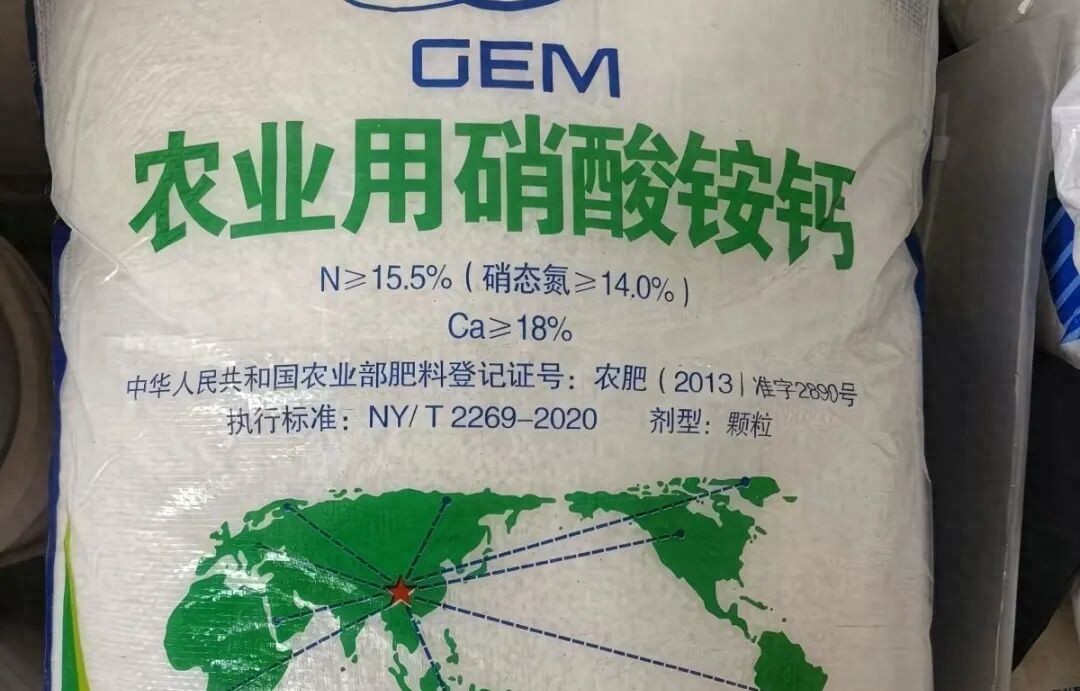 GEM
农业用硝酸铵钙
N≥15.5%（硝态氮≥14.0%）
Ca≥18%
中华人民共和国农业部肥料登记证号：农肥（2013）准字2890号
执行标准：NY/T 2269-2020 剂型：颗粒